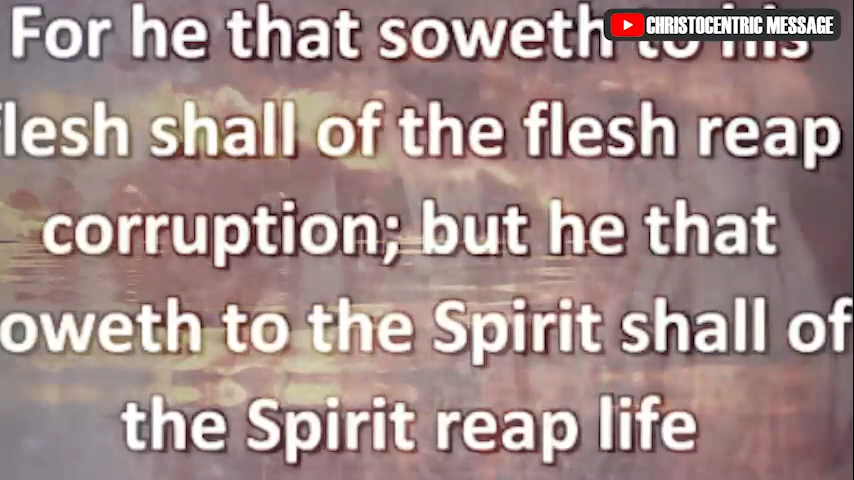 CHRISTOCENTRIC MESSAGE
For he that soweth to his
flesh shall of the flesh reap
corruption; but he that
soweth to the Spirit shall of
the Spirit reap life